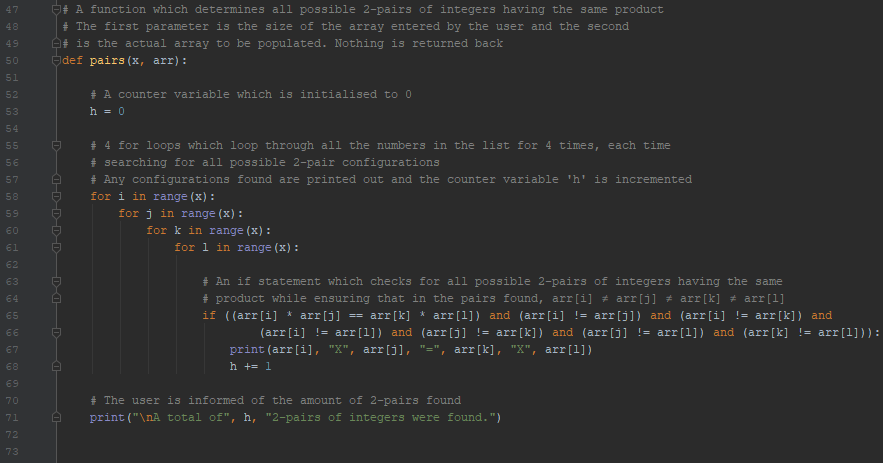 47 # A function which determines all possible 2-pairs of integers having the same product
48 # The first parameter is the size of the array entered by the user and the second
49 # is the actual array to be populated. Nothing is returned back
50 def pairs(x, arr):
51
52     # A counter variable which is initialised to 0
53     h = 0
54
55     # 4 for loops which loop through all the numbers in the list for 4 times, each time
56     # searching for all possible 2-pair configurations
57     # Any configurations found are printed out and the counter variable 'h' is incremented
58     for i in range(x):
59         for j in range(x):
60             for k in range(x):
61                 for l in range(x):
62
63                     # An if statement which checks for all possible 2-pairs of integers having the same
64                     # product while ensuring that in the pairs found, arr[i] ≠ arr[j] ≠ arr[k] ≠ arr[l]
65                     if ((arr[i] * arr[j] == arr[k] * arr[l]) and (arr[i] != arr[j]) and (arr[i] != arr[k]) and
66                             (arr[i] != arr[l]) and (arr[j] != arr[k]) and (arr[j] != arr[l]) and (arr[k] != arr[l])):
67                         print(arr[i], "X", arr[j], "=", arr[k], "X", arr[l])
68                         h += 1
69
70     # The user is informed of the amount of 2-pairs found
71     print("\nA total of", h, "2-pairs of integers were found.")
72
73